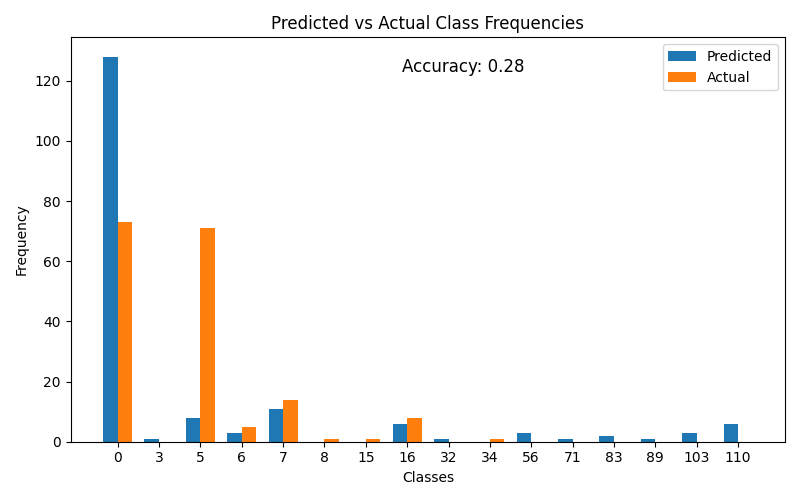 Predicted vs Actual Class Frequencies
Accuracy: 0.28
Predicted
Actual
Frequency
120
100
80
60
40
20
0
0 3 5 6 7 8 15 16 32 34 56 71 83 89 103 110
Classes